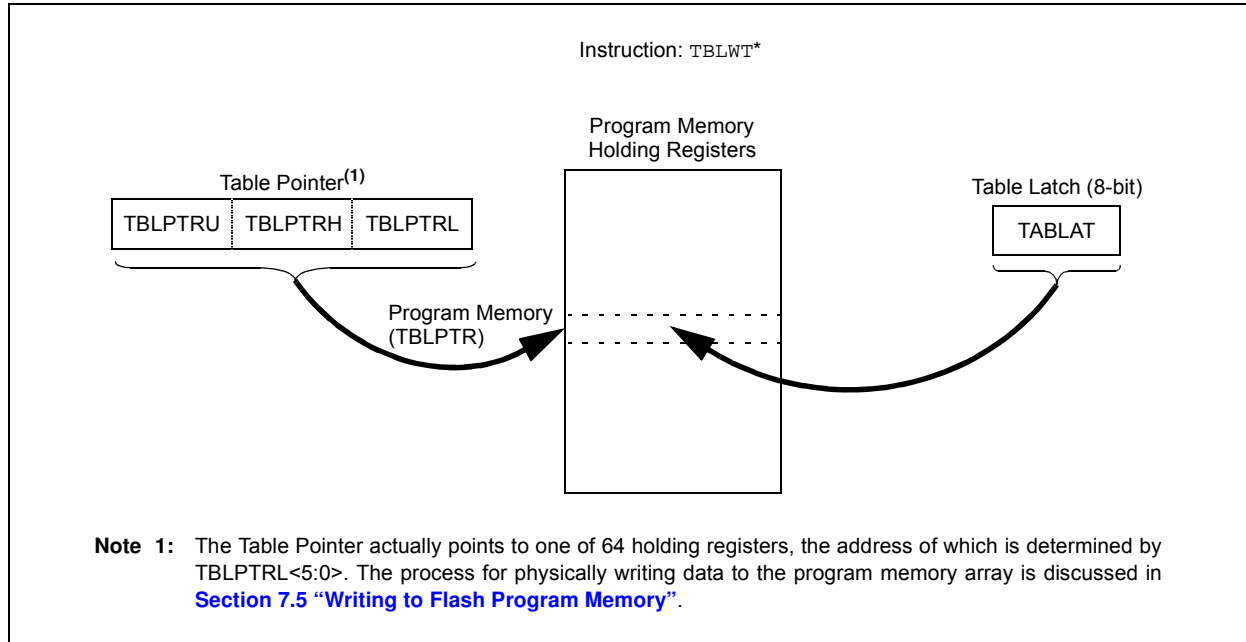 Instruction: TBLWT*
Program Memory
Holding Registers
Table Pointer(1)
Table Latch (8-bit)
TBLPTRU TBLPTRH TBLPTRL
TABLAT
Program Memory
(TBLPTR)
Note 1: The Table Pointer actually points to one of 64 holding registers, the address of which is determined by
TBLPTRL<5:0>. The process for physically writing data to the program memory array is discussed in
Section 7.5 “Writing to Flash Program Memory”.